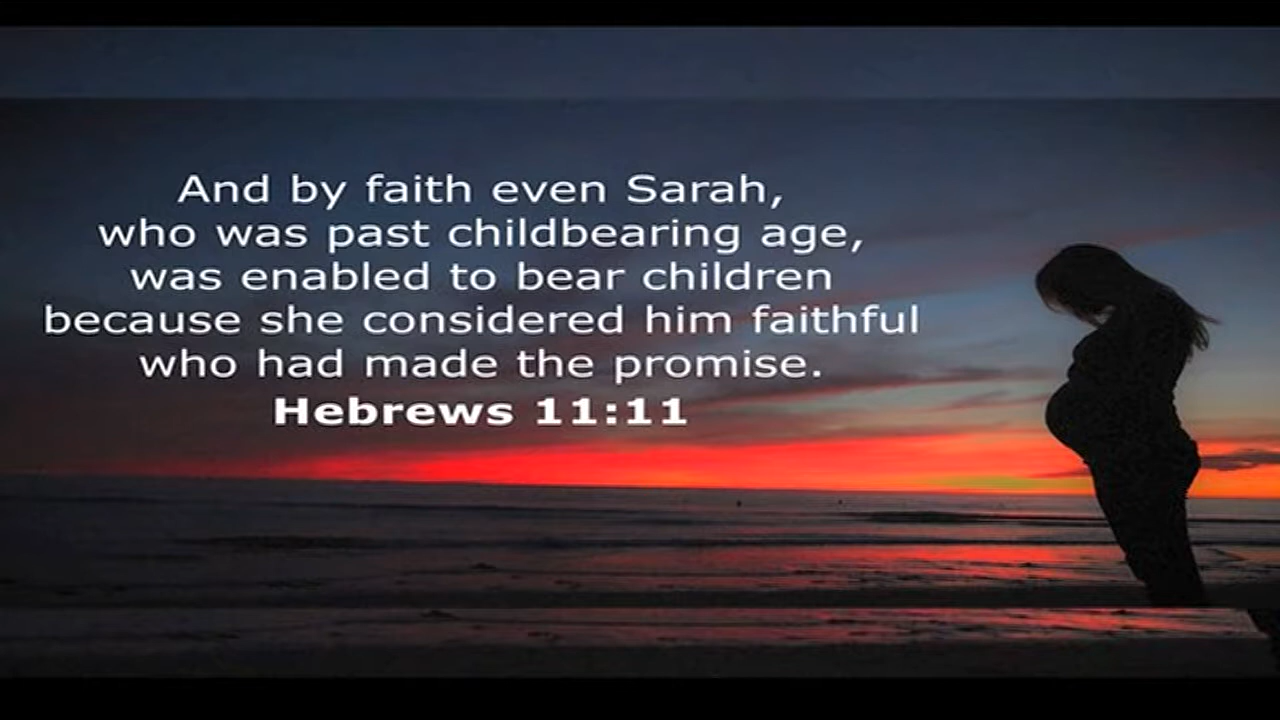 And by faith even Sarah,
who was past childbearing age,
was enabled to bear children
because she considered him faithful
who had made the promise.
Hebrews 11:11